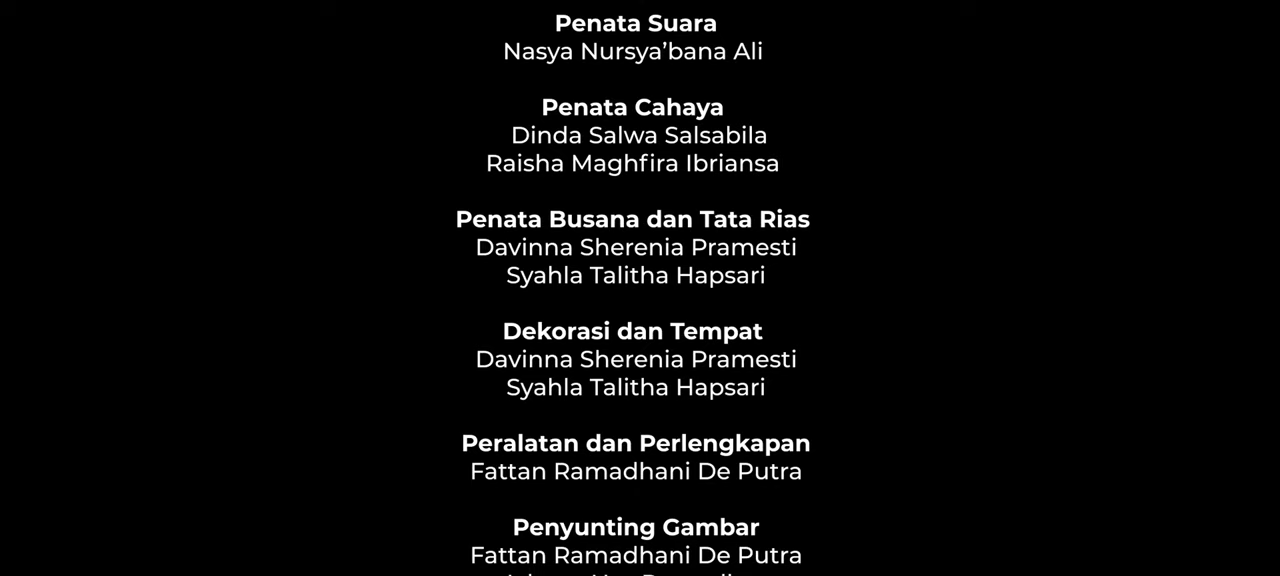 Penata Suara
Nasya Nursya’bana Ali
Penata Cahaya
Dinda Salwa Salsabila
Raisha Maghfira Ibriansa
Penata Busana dan Tata Rias
Davinna Sherenia Pramesti
Syahla Talitha Hapsari
Dekorasi dan Tempat
Davinna Sherenia Pramesti
Syahla Talitha Hapsari
Peralatan dan Perlengkapan
Fattan Ramadhani De Putra
Penyunting Gambar
Fattan Ramadhani De Putra